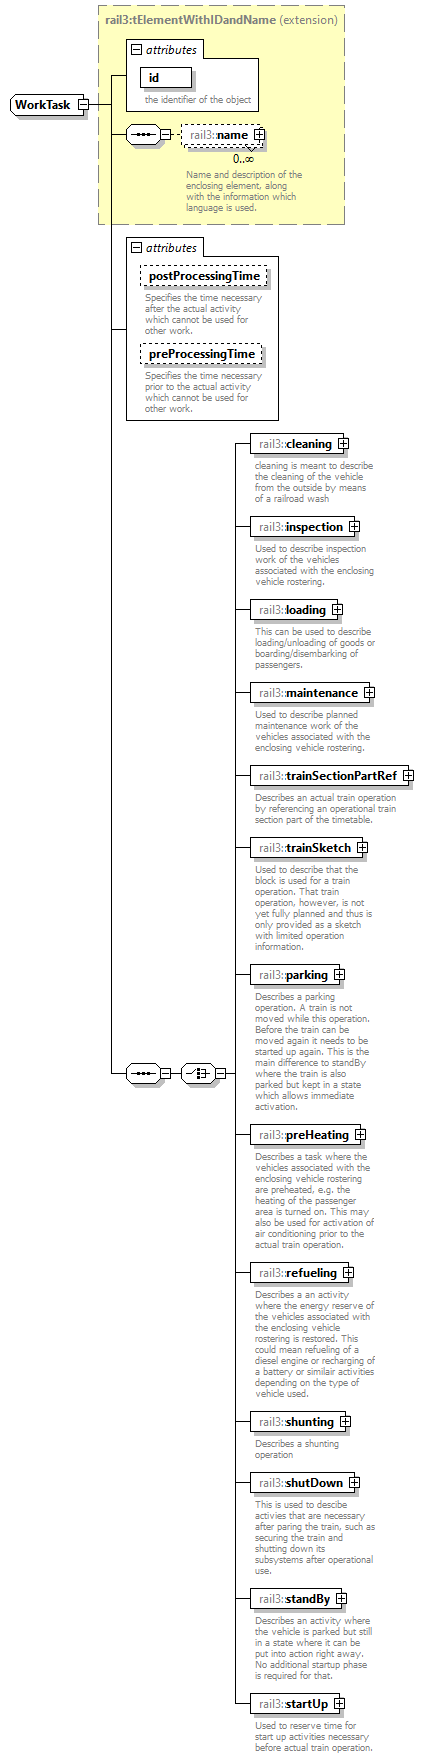 rail3:tElementWithIDandName (extension)
attributes
id
the identifier of the object
WorkTask
rail3:name
0..∞
Name and description of the
enclosing element, along
with the information which
language is used.
attributes
postProcessingTime
Specifies the time necessary
after the actual activity
which cannot be used for
other work.
preProcessingTime
Specifies the time necessary
prior to the actual activity
which cannot be used for
other work.
rail3:cleaning
cleaning is meant to describe
the cleaning of the vehicle
from the outside by means
of a railroad wash
rail3:inspection
Used to describe inspection
work of the vehicles
associated with the enclosing
vehicle rostering.
rail3:loading
This can be used to describe
loading/unloading of goods or
boarding/disembarking of
passengers.
rail3:maintenance
Used to describe planned
maintenance work of the
vehicles associated with the
enclosing vehicle rostering.
rail3:trainSectionPartRef
Describes an actual train operation
by referencing an operational train
section part of the timetable.
rail3:trainSketch
Used to describe that the
block is used for a train
operation. That train
operation, however, is not
yet fully planned and thus is
only provided as a sketch
with limited operation
information.
rail3:parking
Describes a parking
operation. A train is not
moved while this operation.
Before the train can be
moved again it needs to be
started up again. This is the
main difference to standBy
where the train is also
parked but kept in a state
which allows immediate
activation.
rail3:preHeating
Describes a task where the
vehicles associated with the
enclosing vehicle rostering
are preheated, e.g. the
heating of the passenger
area is turned on. This may
also be used for activation of
air conditioning prior to the
actual train operation.
rail3:refueling
Describes a an activity
where the energy reserve of
the vehicles associated with
the enclosing vehicle
rostering is restored. This
could mean refueling of a
diesel engine or recharging of
a battery or similair activities
depending on the type of
vehicle used.
rail3:shunting
Describes a shunting
operation
rail3:shutDown
This is used to descibe
activies that are necessary
after paring the train, such as
securing the train and
shutting down its
subsystems after operational
use.
rail3:standBy
Describes an activity where
the vehicle is parked but still
in a state where it can be
put into action right away.
No additional startup phase
is required for that.
rail3:startUp
Used to reserve time for
start up activities necessary
before actual train operation.